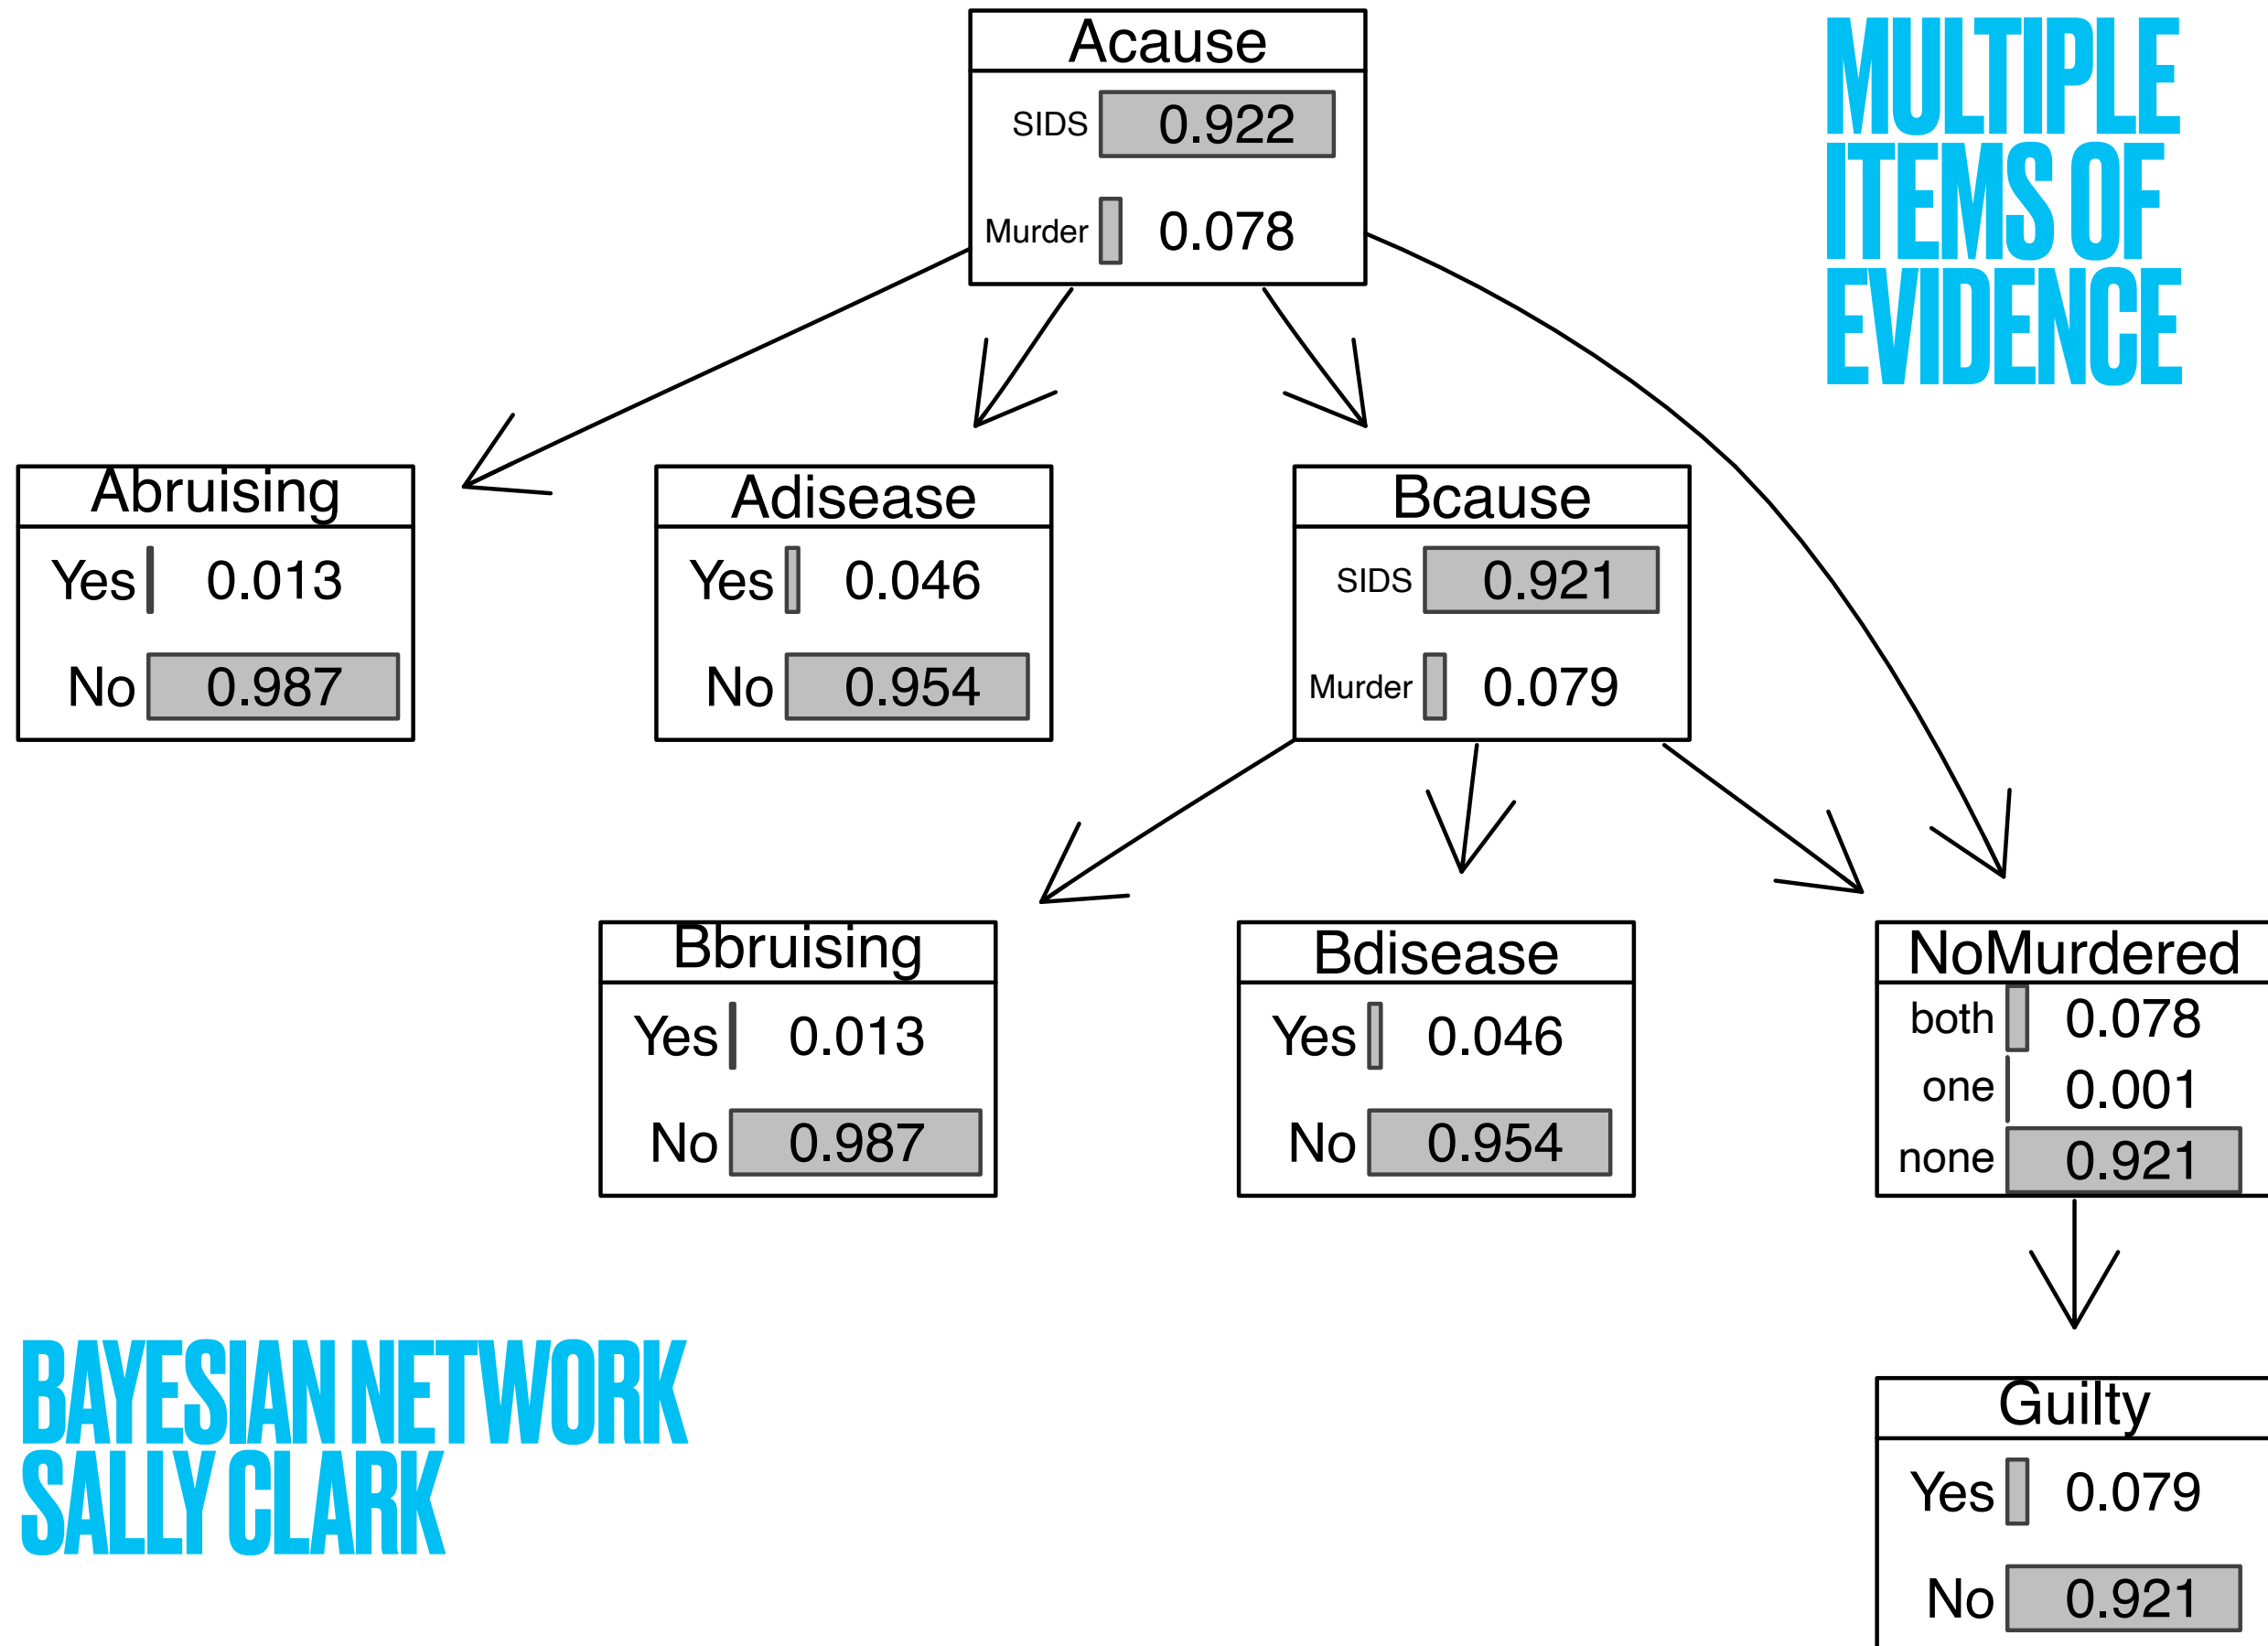 Acause
SIDS 0.922
Murder 0.078
MULTIPLE
ITEMS OF
EVIDENCE
Abruising
Yes 0.013
No 0.987
Adisease
Yes 0.046
No 0.954
Bcause
SIDS 0.921
Murder 0.079
Bbruising
Yes 0.013
No 0.987
Bdisease
Yes 0.046
No 0.954
NoMurdered
both 0.078
one 0.001
none 0.921
BAYESIAN NETWORK
SALLY CLARK
Guilty
Yes 0.079
No 0.921